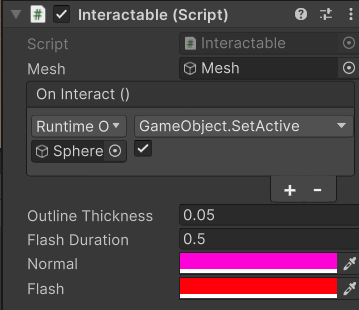 Interactable (Script)
Script Interactable
Mesh Mesh
On Interact ()
Runtime O GameObject.SetActive
Sphere
+ -
Outline Thickness 0.05
Flash Duration 0.5
Normal
Flash